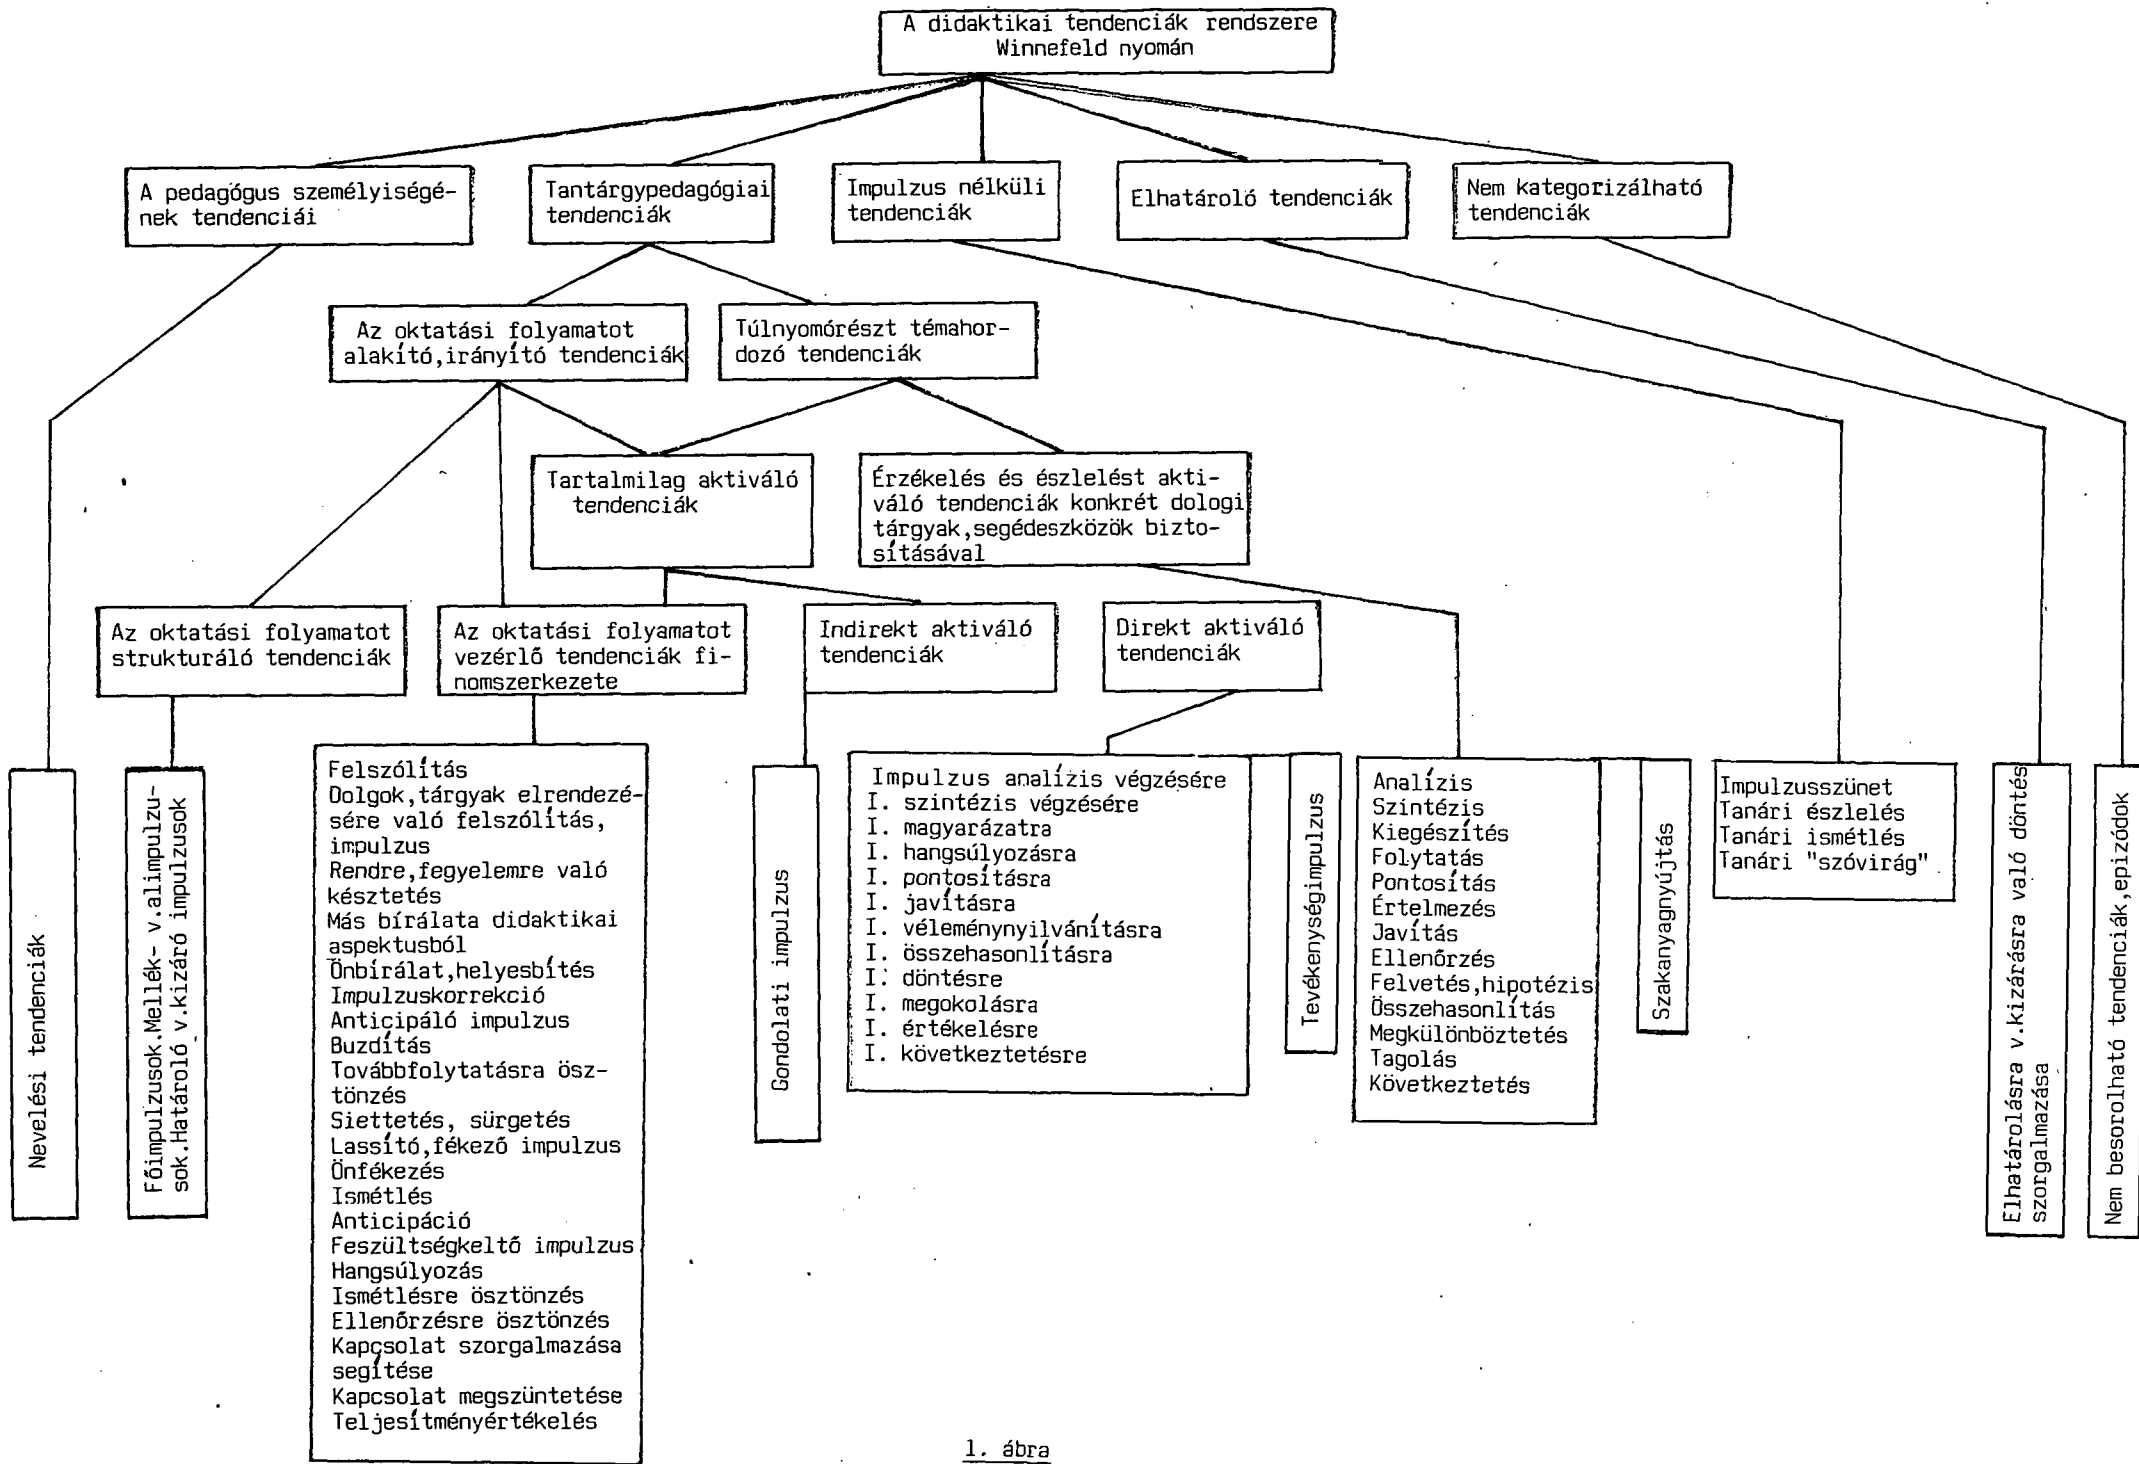 A didaktikai tendenciák rendszere
Winnefeld nyomán
A pedagógus személyiségé-
nek tendenciái
Tantárgypedagógiai
tendenciák
Impulzus nélküli
tendenciák
Elhatároló tendenciák
Nem kategorizálható
tendenciák
Az oktatási folyamatot
alakító,irányító tendenciák
Túlnyomórészt témahor-
dozó tendenciák
Tartalmilag aktiváló
tendenciák
Érzékelés és észlelést akti-
váló tendenciák konkrét dologi
tárgyak,segédeszközök bizto-
sításával
Az oktatási folyamatot
strukturáló tendenciák
Az oktatási folyamatot
vezérlő tendenciák fi-
nomszerkezete
Indirekt aktiváló
tendenciák
Direkt aktiváló
tendenciák
Nevelési tendenciák
Főimpulzusok.Mellék- v.alimpulzu-
sok.Határoló v.kizáró impulzusok
Felszólítás
Dolgok,tárgyak elrendezé-
sére való felszólítás,
impulzus
Rendre,fegyelemre való
késztetés
Más bírálata didaktikai
aspektusból
Önbírálat,helyesbítés
Impulzuskorrekció
Anticipáló impulzus
Buzdítás
Továbbfolytatásra ösz-
tönzés
Siettetés, sürgetés
Lassító,fékező impulzus
Önfékezés
Ismétlés
Anticipáció
Feszültségkeltő impulzus
Hangsúlyozás
Ismétlésre ösztönzés
Ellenőrzésre ösztönzés
Kapcsolat szorgalmazása
segítése
Kapcsolat megszüntetése
Teljesítményértékelés
Gondolati impulzus
Impulzus analízis végzésére
I. szintézis végzésére
I. magyarázatra
I. hangsúlyozásra
I. pontosításra
I. javításra
I. véleménynyilvánításra
I. összehasonlításra
I. döntésre
I. megokolásra
I. értékelésre
I. következtetésre
Tevékenységimpulzus
Analízis
Szintézis
Kiegészítés
Folytatás
Pontosítás
Értelmezés
Javítás
Ellenőrzés
Felvetés,hipotézis
Összehasonlítás
Megkülönböztetés
Tagolás
Következtetés
Szakanyagnyújtás
Impulzusszünet
Tanári észlelés
Tanári ismétlés
Tanári "szóvirág"
Elhatárolásra v.kizárásra való döntés
szorgalmazása
Nem besorolható tendenciák,epizódok
1. ábra